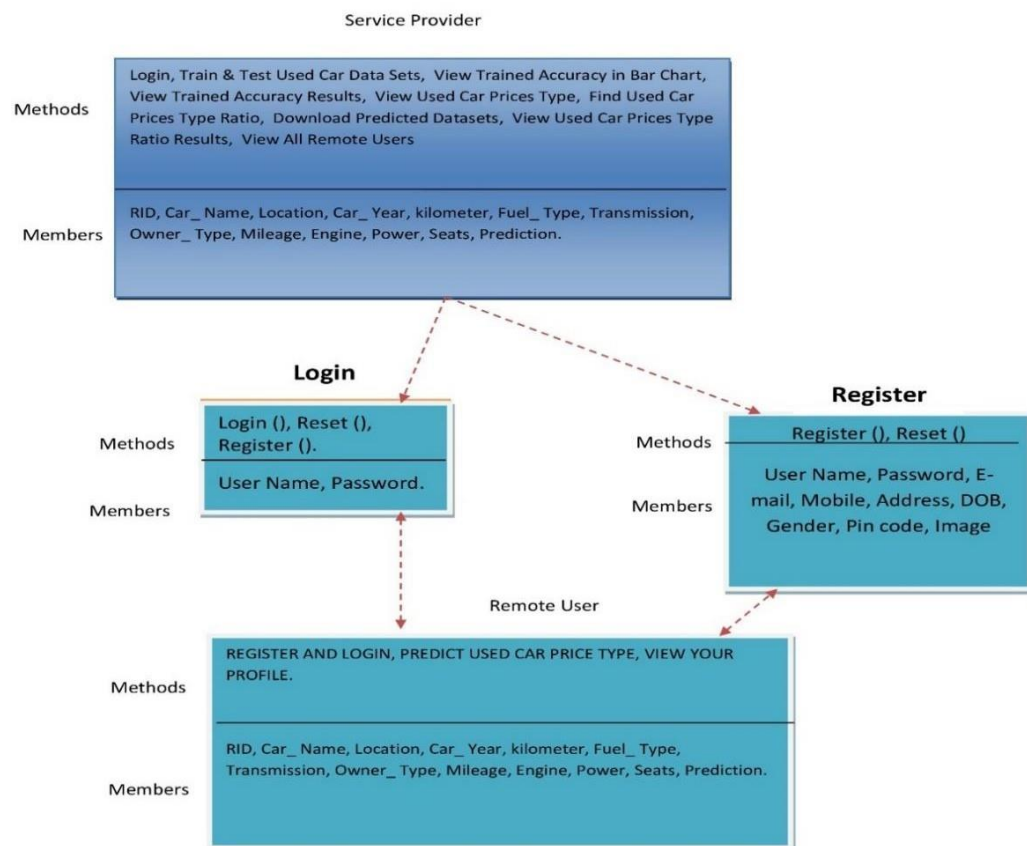 Service Provider
Methods
Login, Train & Test Used Car Data Sets, View Trained Accuracy in Bar Chart,
View Trained Accuracy Results, View Used Car Prices Type, Find Used Car
Prices Type Ratio, Download Predicted Datasets, View Used Car Prices Type
Ratio Results, View All Remote Users
Members
RID, Car_ Name, Location, Car_ Year, kilometer, Fuel_ Type, Transmission,
Owner_ Type, Mileage, Engine, Power, Seats, Prediction.
Login
Methods
Login (), Reset (),
Register ().
Members
User Name, Password.
Register
Methods
Register (), Reset ()
Members
User Name, Password, E-
mail, Mobile, Address, DOB,
Gender, Pin code, Image
Remote User
Methods
REGISTER AND LOGIN, PREDICT USED CAR PRICE TYPE, VIEW YOUR
PROFILE.
Members
RID, Car_ Name, Location, Car_ Year, kilometer, Fuel_ Type,
Transmission, Owner_ Type, Mileage, Engine, Power, Seats, Prediction.